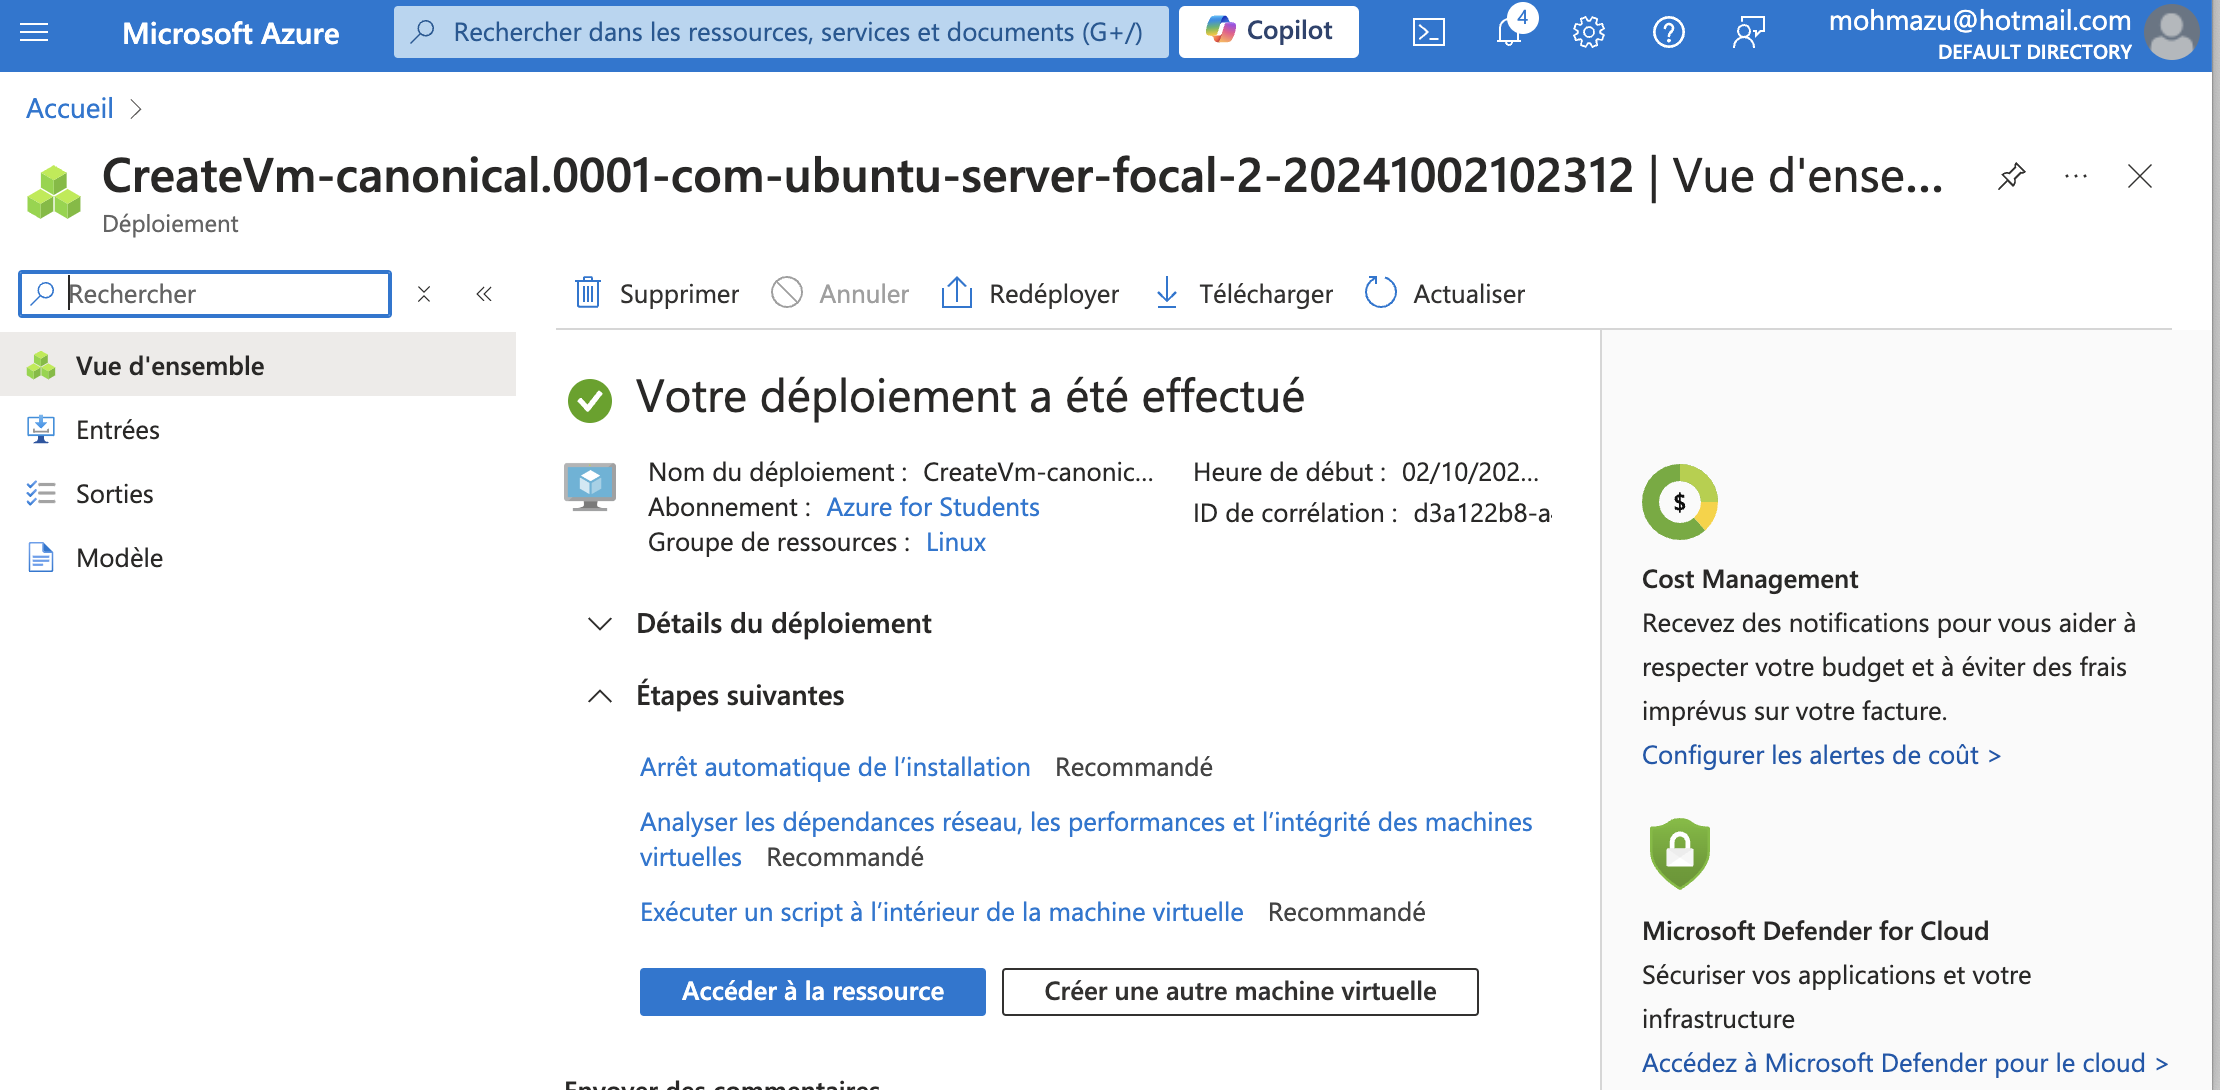 Microsoft Azure
Rechercher dans les ressources, services et documents (G+/)
Copilot
4
mohmazu@hotmail.com
DEFAULT DIRECTORY
Accueil
CreateVm-canonical.0001-com-ubuntu-server-focal-2-20241002102312 | Vue d'ense...
Déploiement
Rechercher
Supprimer
Annuler
Redéployer
Télécharger
Actualiser
Vue d'ensemble
Entrées
Sorties
Modèle
Votre déploiement a été effectué
Nom du déploiement : CreateVm-canonic...
Abonnement : Azure for Students
Groupe de ressources : Linux
Heure de début : 02/10/202...
ID de corrélation : d3a122b8-a
Détails du déploiement
Étapes suivantes
Arrêt automatique de l’installation Recommandé
Analyser les dépendances réseau, les performances et l’intégrité des machines
virtuelles Recommandé
Exécuter un script à l’intérieur de la machine virtuelle Recommandé
Accéder à la ressource
Créer une autre machine virtuelle
Envoyer des commentaires
$
Cost Management
Recevez des notifications pour vous aider à
respecter votre budget et à éviter des frais
imprévus sur votre facture.
Configurer les alertes de coût >
Microsoft Defender for Cloud
Sécuriser vos applications et votre
infrastructure
Accédez à Microsoft Defender pour le cloud >